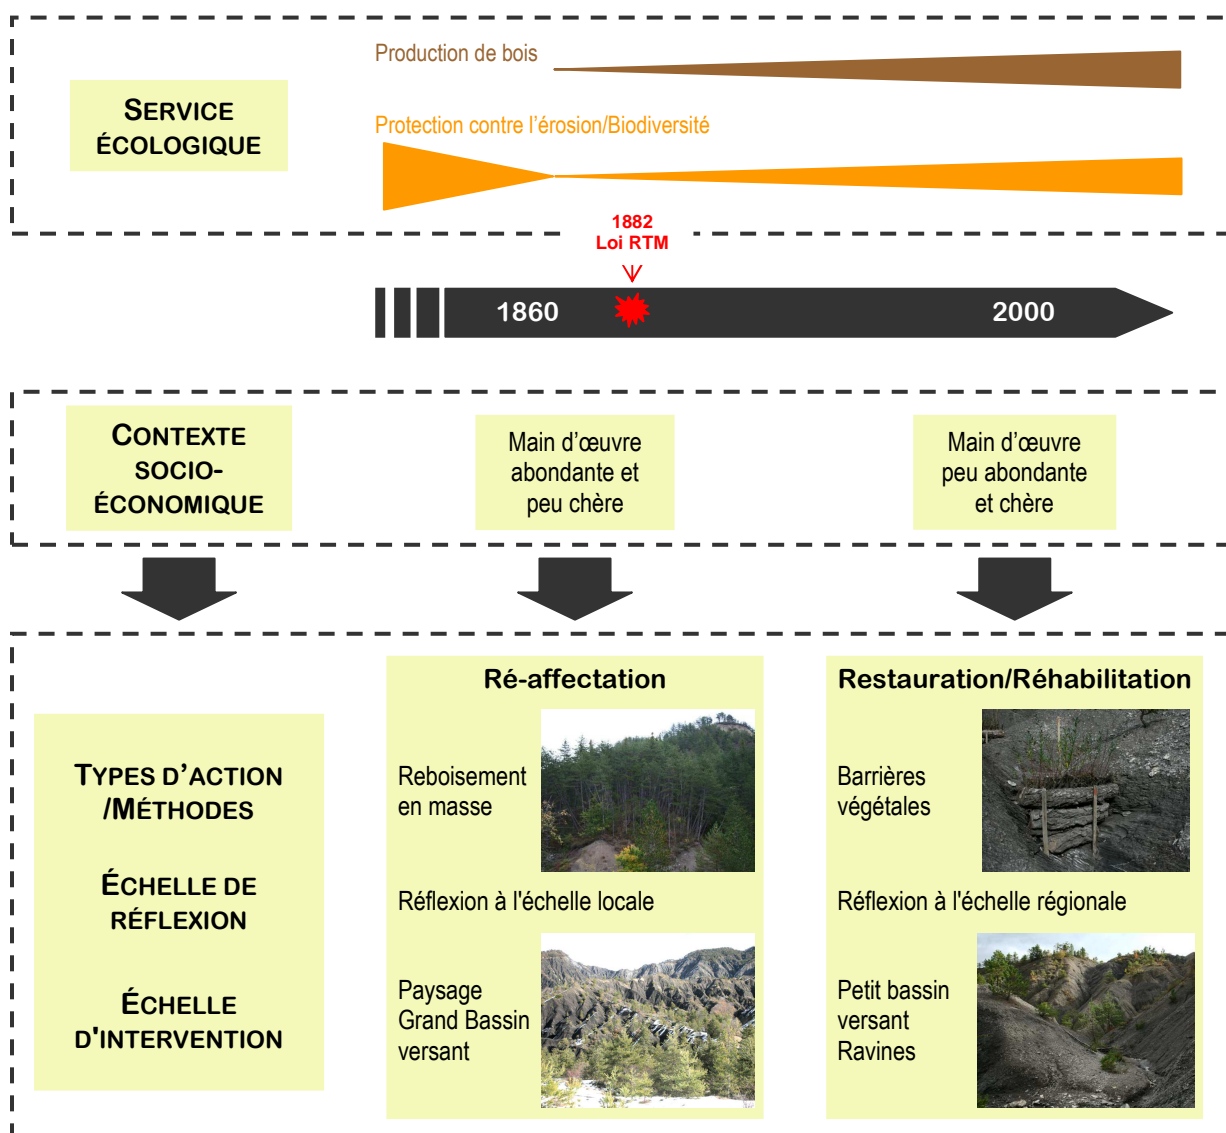 Production de bois
SERVICE
ÉCOLOGIQUE
Protection contre l'érosion/Biodiversité
1882
Loi RTM
1860
2000
CONTEXTE
SOCIO-
ÉCONOMIQUE
Main d'œuvre
abondante et
peu chère
Main d'œuvre
peu abondante
et chère
TYPES D'ACTION
/MÉTHODES
ÉCHELLE DE
RÉFLEXION
ÉCHELLE
D'INTERVENTION
Ré-affectation
Reboisement
en masse
Réflexion à l'échelle locale
Paysage
Grand Bassin
versant
Restauration/Réhabilitation
Barrières
végétales
Réflexion à l'échelle régionale
Petit bassin
versant
Ravines